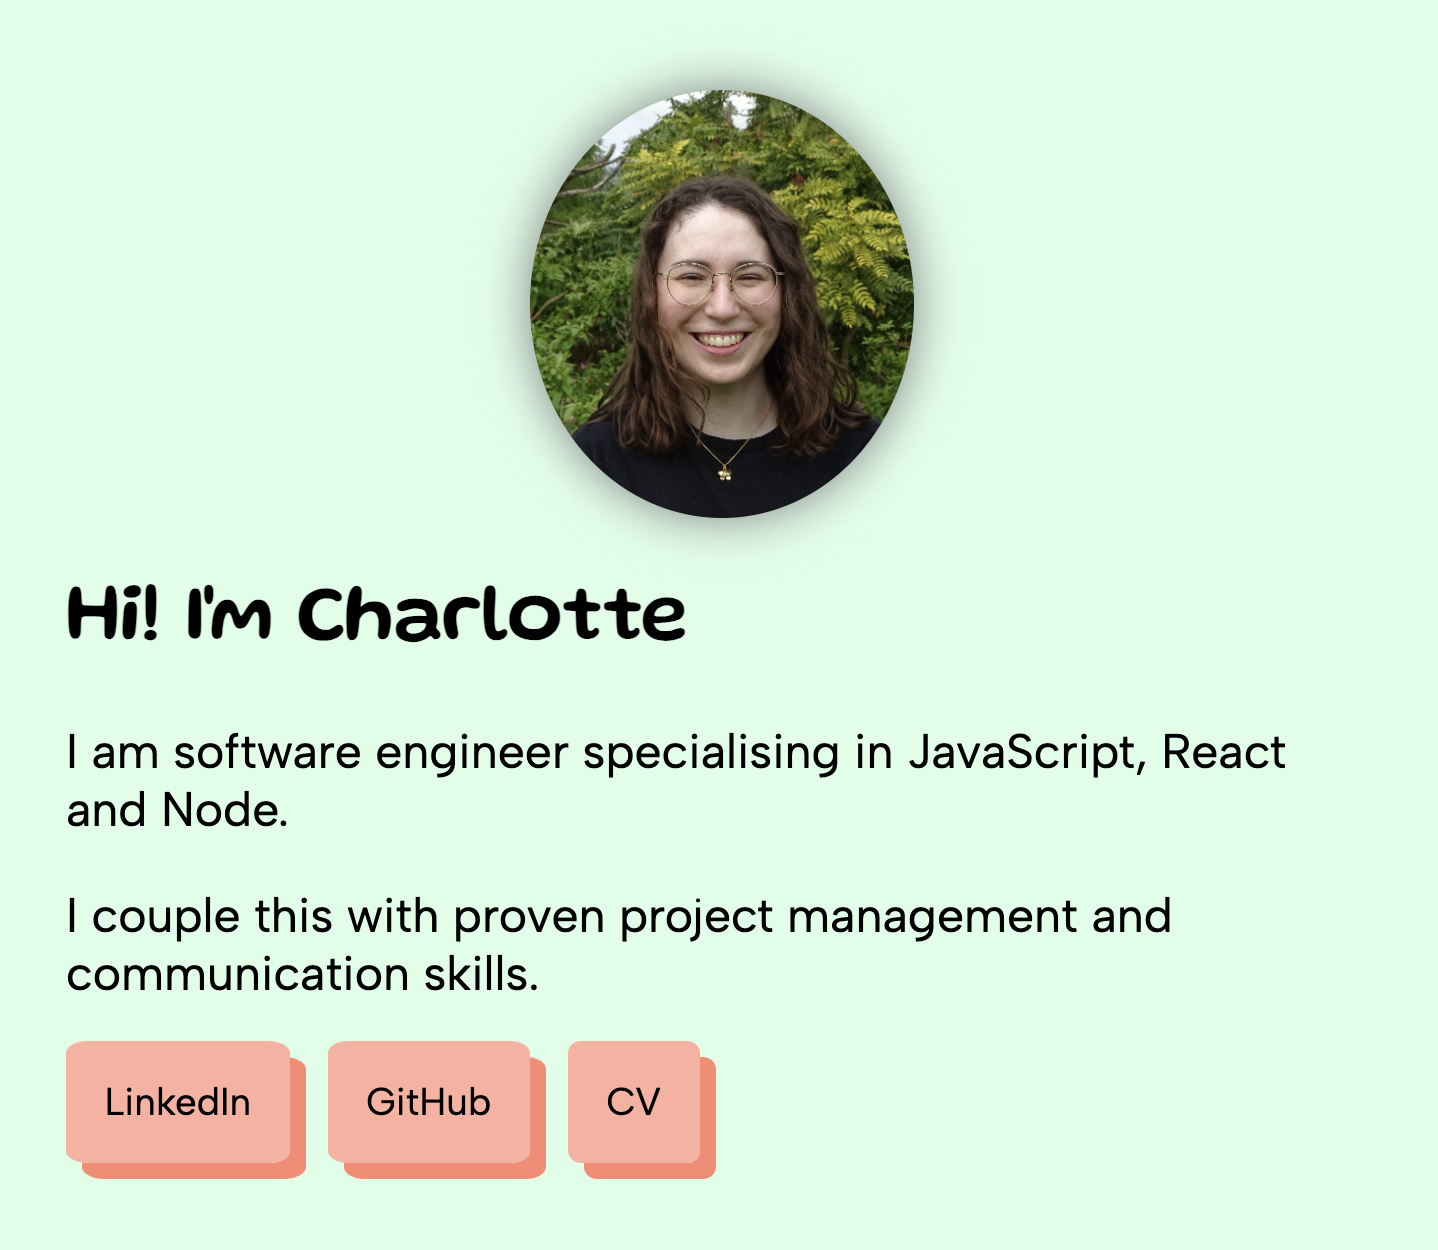 Hi! I'm Charlotte
I am software engineer specialising in JavaScript, React
and Node.
I couple this with proven project management and
communication skills.
LinkedIn
GitHub
CV